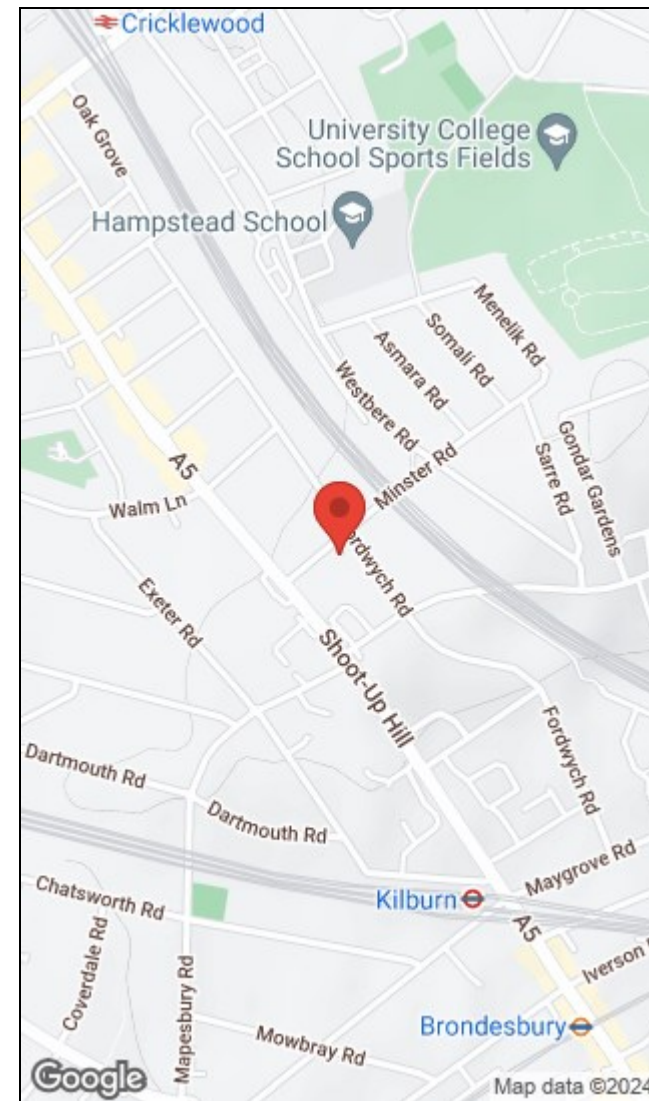 Cricklewood
Oak Grove
University College
School Sports Fields
Hampstead School
Menelik Rd
Somali Rd
Asmara Rd
Westbere Rd
Gondar Gardens
Sarre Rd
Minster Rd
A5
Walm Ln
Fordwych Rd
Exeter Rd
Shoot-Up Hill
Fordwych Rd
Dartmouth Rd
Dartmouth Rd
Maygrove Rd
Chatsworth Rd
Kilburn
A5
Coverdale Rd
Mapesbury Rd
Iverson
Brondesbury
Mowbray Rd
Google
Map data ©2024